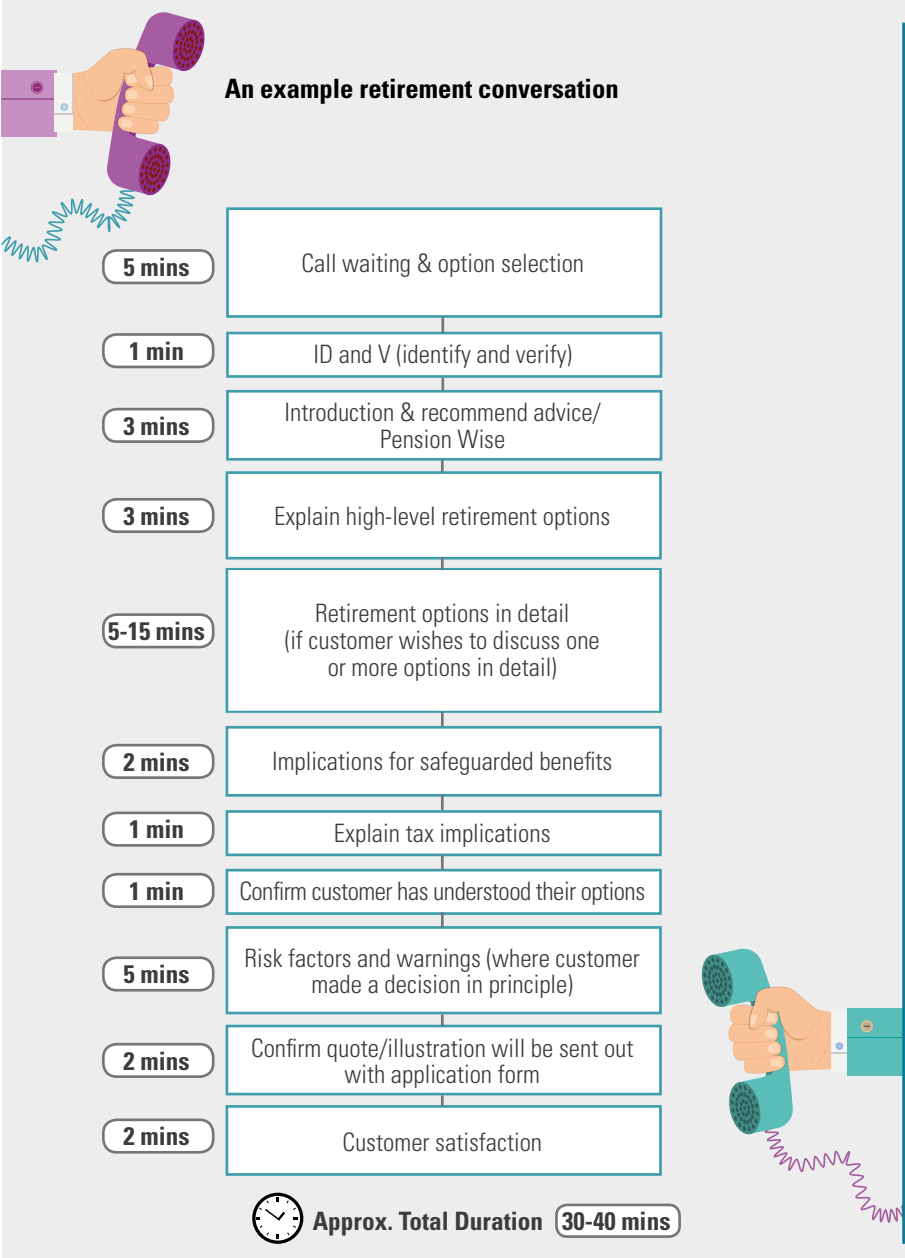 An example retirement conversation
5 mins
Call waiting & option selection
1 min
ID and V (identify and verify)
3 mins
Introduction & recommend advice/
Pension Wise
3 mins
Explain high-level retirement options
5-15 mins
Retirement options in detail
(if customer wishes to discuss one
or more options in detail)
2 mins
Implications for safeguarded benefits
1 min
Explain tax implications
1 min
Confirm customer has understood their options
5 mins
Risk factors and warnings (where customer
made a decision in principle)
2 mins
Confirm quote/illustration will be sent out
with application form
2 mins
Customer satisfaction
Approx. Total Duration 30-40 mins